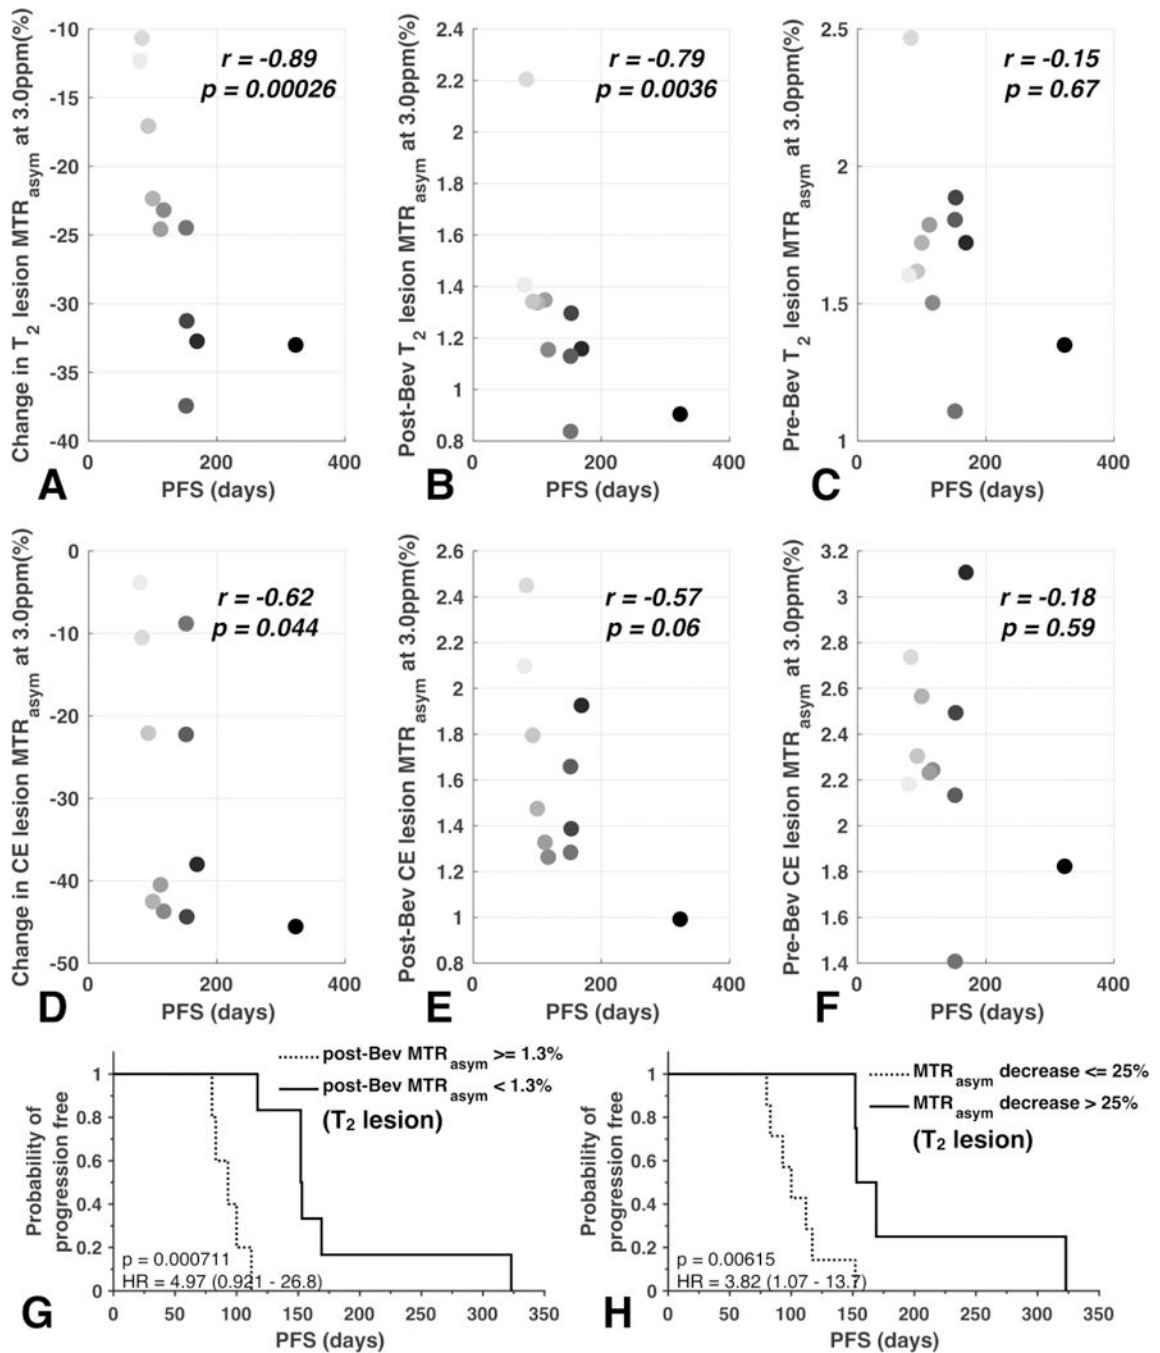 Change in T2 lesion MTRasym at 3.0ppm(%)
-10
-15
-20
-25
-30
-35
-40
r = -0.89
p = 0.00026
0
200
400
PFS (days)
A
Post-Bev T2 lesion MTRasym at 3.0ppm(%)
2.4
2.2
2
1.8
1.6
1.4
1.2
1
0.8
r = -0.79
p = 0.0036
0
200
400
PFS (days)
B
Pre-Bev T2 lesion MTRasym at 3.0ppm(%)
2.5
2
1.5
1
r = -0.15
p = 0.67
0
200
400
PFS (days)
C
Change in CE lesion MTRasym at 3.0ppm(%)
0
-10
-20
-30
-40
-50
r = -0.62
p = 0.044
0
200
400
PFS (days)
D
Post-Bev CE lesion MTRasym at 3.0ppm(%)
2.6
2.4
2.2
2
1.8
1.6
1.4
1.2
1
0.8
r = -0.57
p = 0.06
0
200
400
PFS (days)
E
Pre-Bev CE lesion MTRasym at 3.0ppm(%)
3.2
3
2.8
2.6
2.4
2.2
2
1.8
1.6
1.4
r = -0.18
p = 0.59
0
200
400
PFS (days)
F
Probability of
progression free
1
0.8
0.6
0.4
0.2
0
post-Bev MTRasym >= 1.3%
post-Bev MTRasym < 1.3%
(T2 lesion)
p = 0.000711
HR = 4.97 (0.921 - 26.8)
0
50
100
150
200
250
300
350
PFS (days)
G
Probability of
progression free
1
0.8
0.6
0.4
0.2
0
MTRasym decrease <= 25%
MTRasym decrease > 25%
(T2 lesion)
p = 0.00615
HR = 3.82 (1.07 - 13.7)
0
50
100
150
200
250
300
350
PFS (days)
H